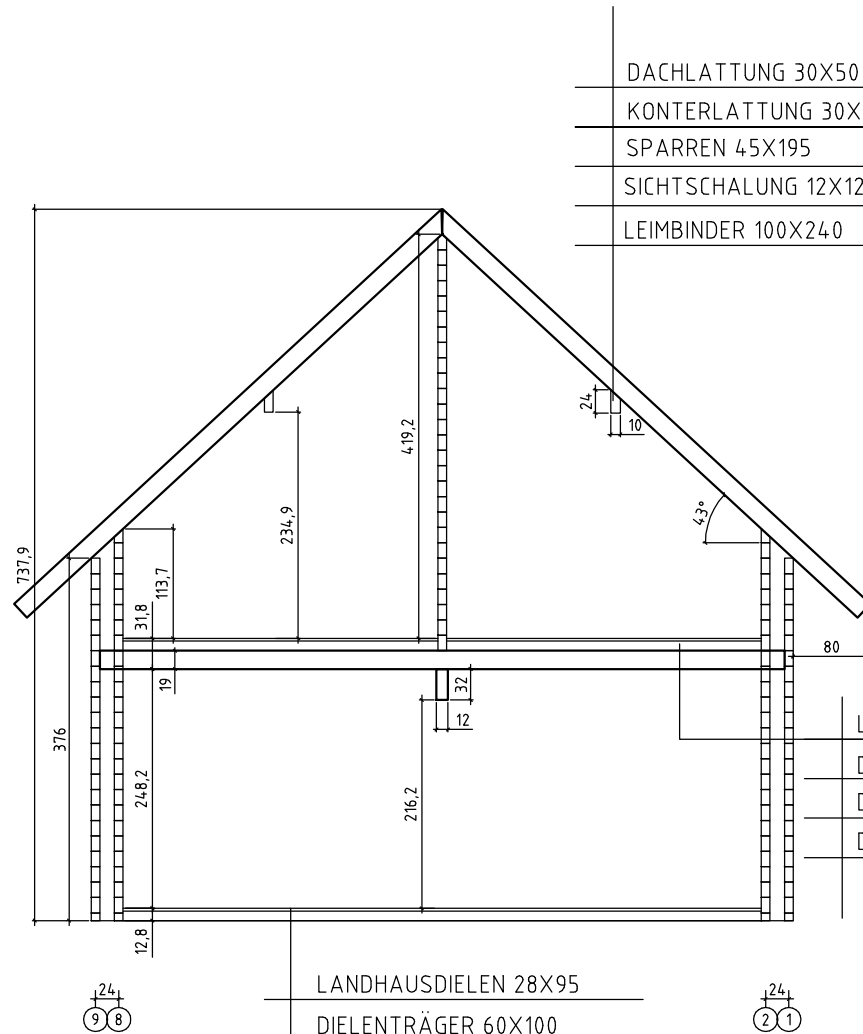 DACHLATTUNG 30X50
KONTERLATTUNG 30X
SPARREN 45X195
SICHTSCHALUNG 12X12
LEIMBINDER 100X240
24
10
419,2
234,9
43°
737,9
113,7
31,8
19
80
32
12
376
248,2
216,2
12,8
LANDHAUSDIELEN 28X95
DIELENTRÄGER 60X100
24
9 8
24
2 1